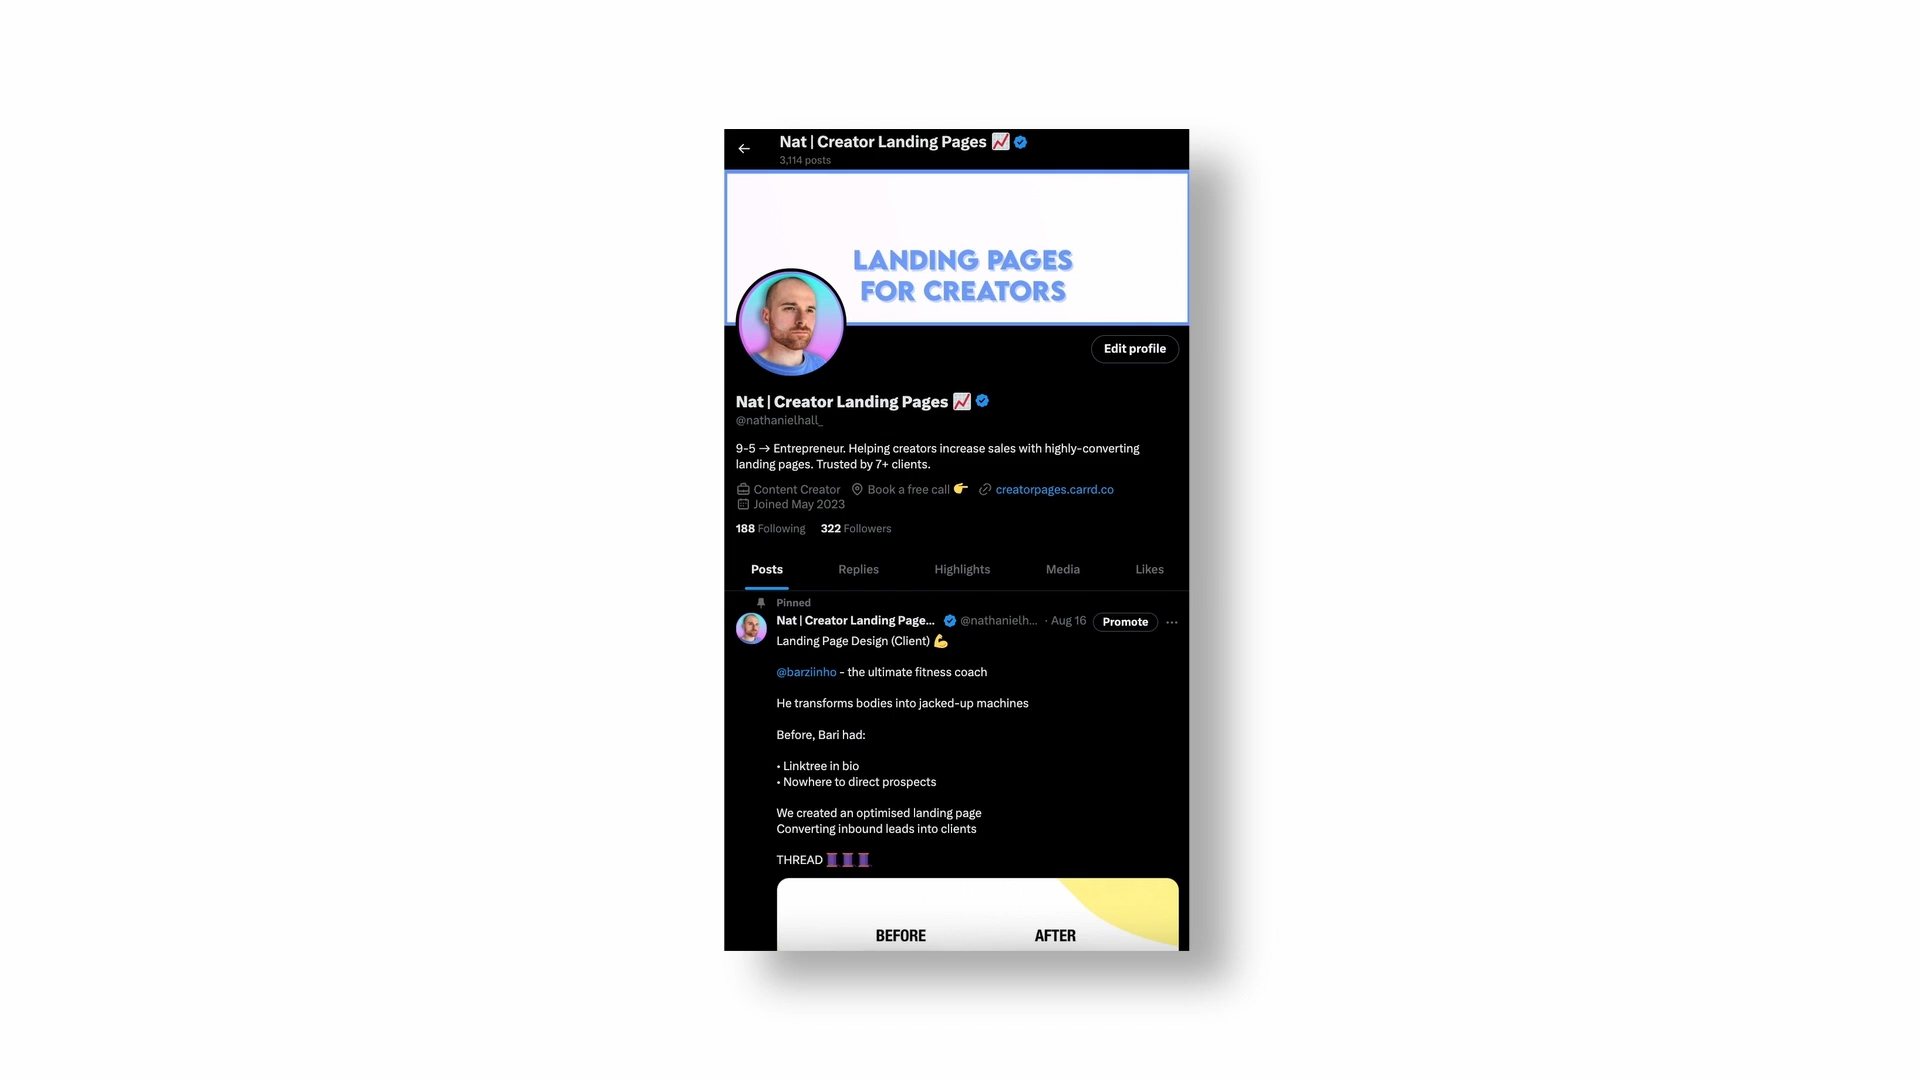 Nat | Creator Landing Pages 📈
3,114 posts
LANDING PAGES
FOR CREATORS
Edit profile
Nat | Creator Landing Pages 📈
@nathanielhall_
9-5 → Entrepreneur. Helping creators increase sales with highly-converting
landing pages. Trusted by 7+ clients.
Content Creator Book a free call 👉 creatorpages.carrd.co
Joined May 2023
188 Following 322 Followers
Posts Replies Highlights Media Likes
Pinned
Nat | Creator Landing Page... @nathanielh... · Aug 16 Promote ...
Landing Page Design (Client) 💪
@barziinho - the ultimate fitness coach
He transforms bodies into jacked-up machines
Before, Bari had:
• Linktree in bio
• Nowhere to direct prospects
We created an optimised landing page
Converting inbound leads into clients
THREAD 🧵🧵🧵
BEFORE AFTER